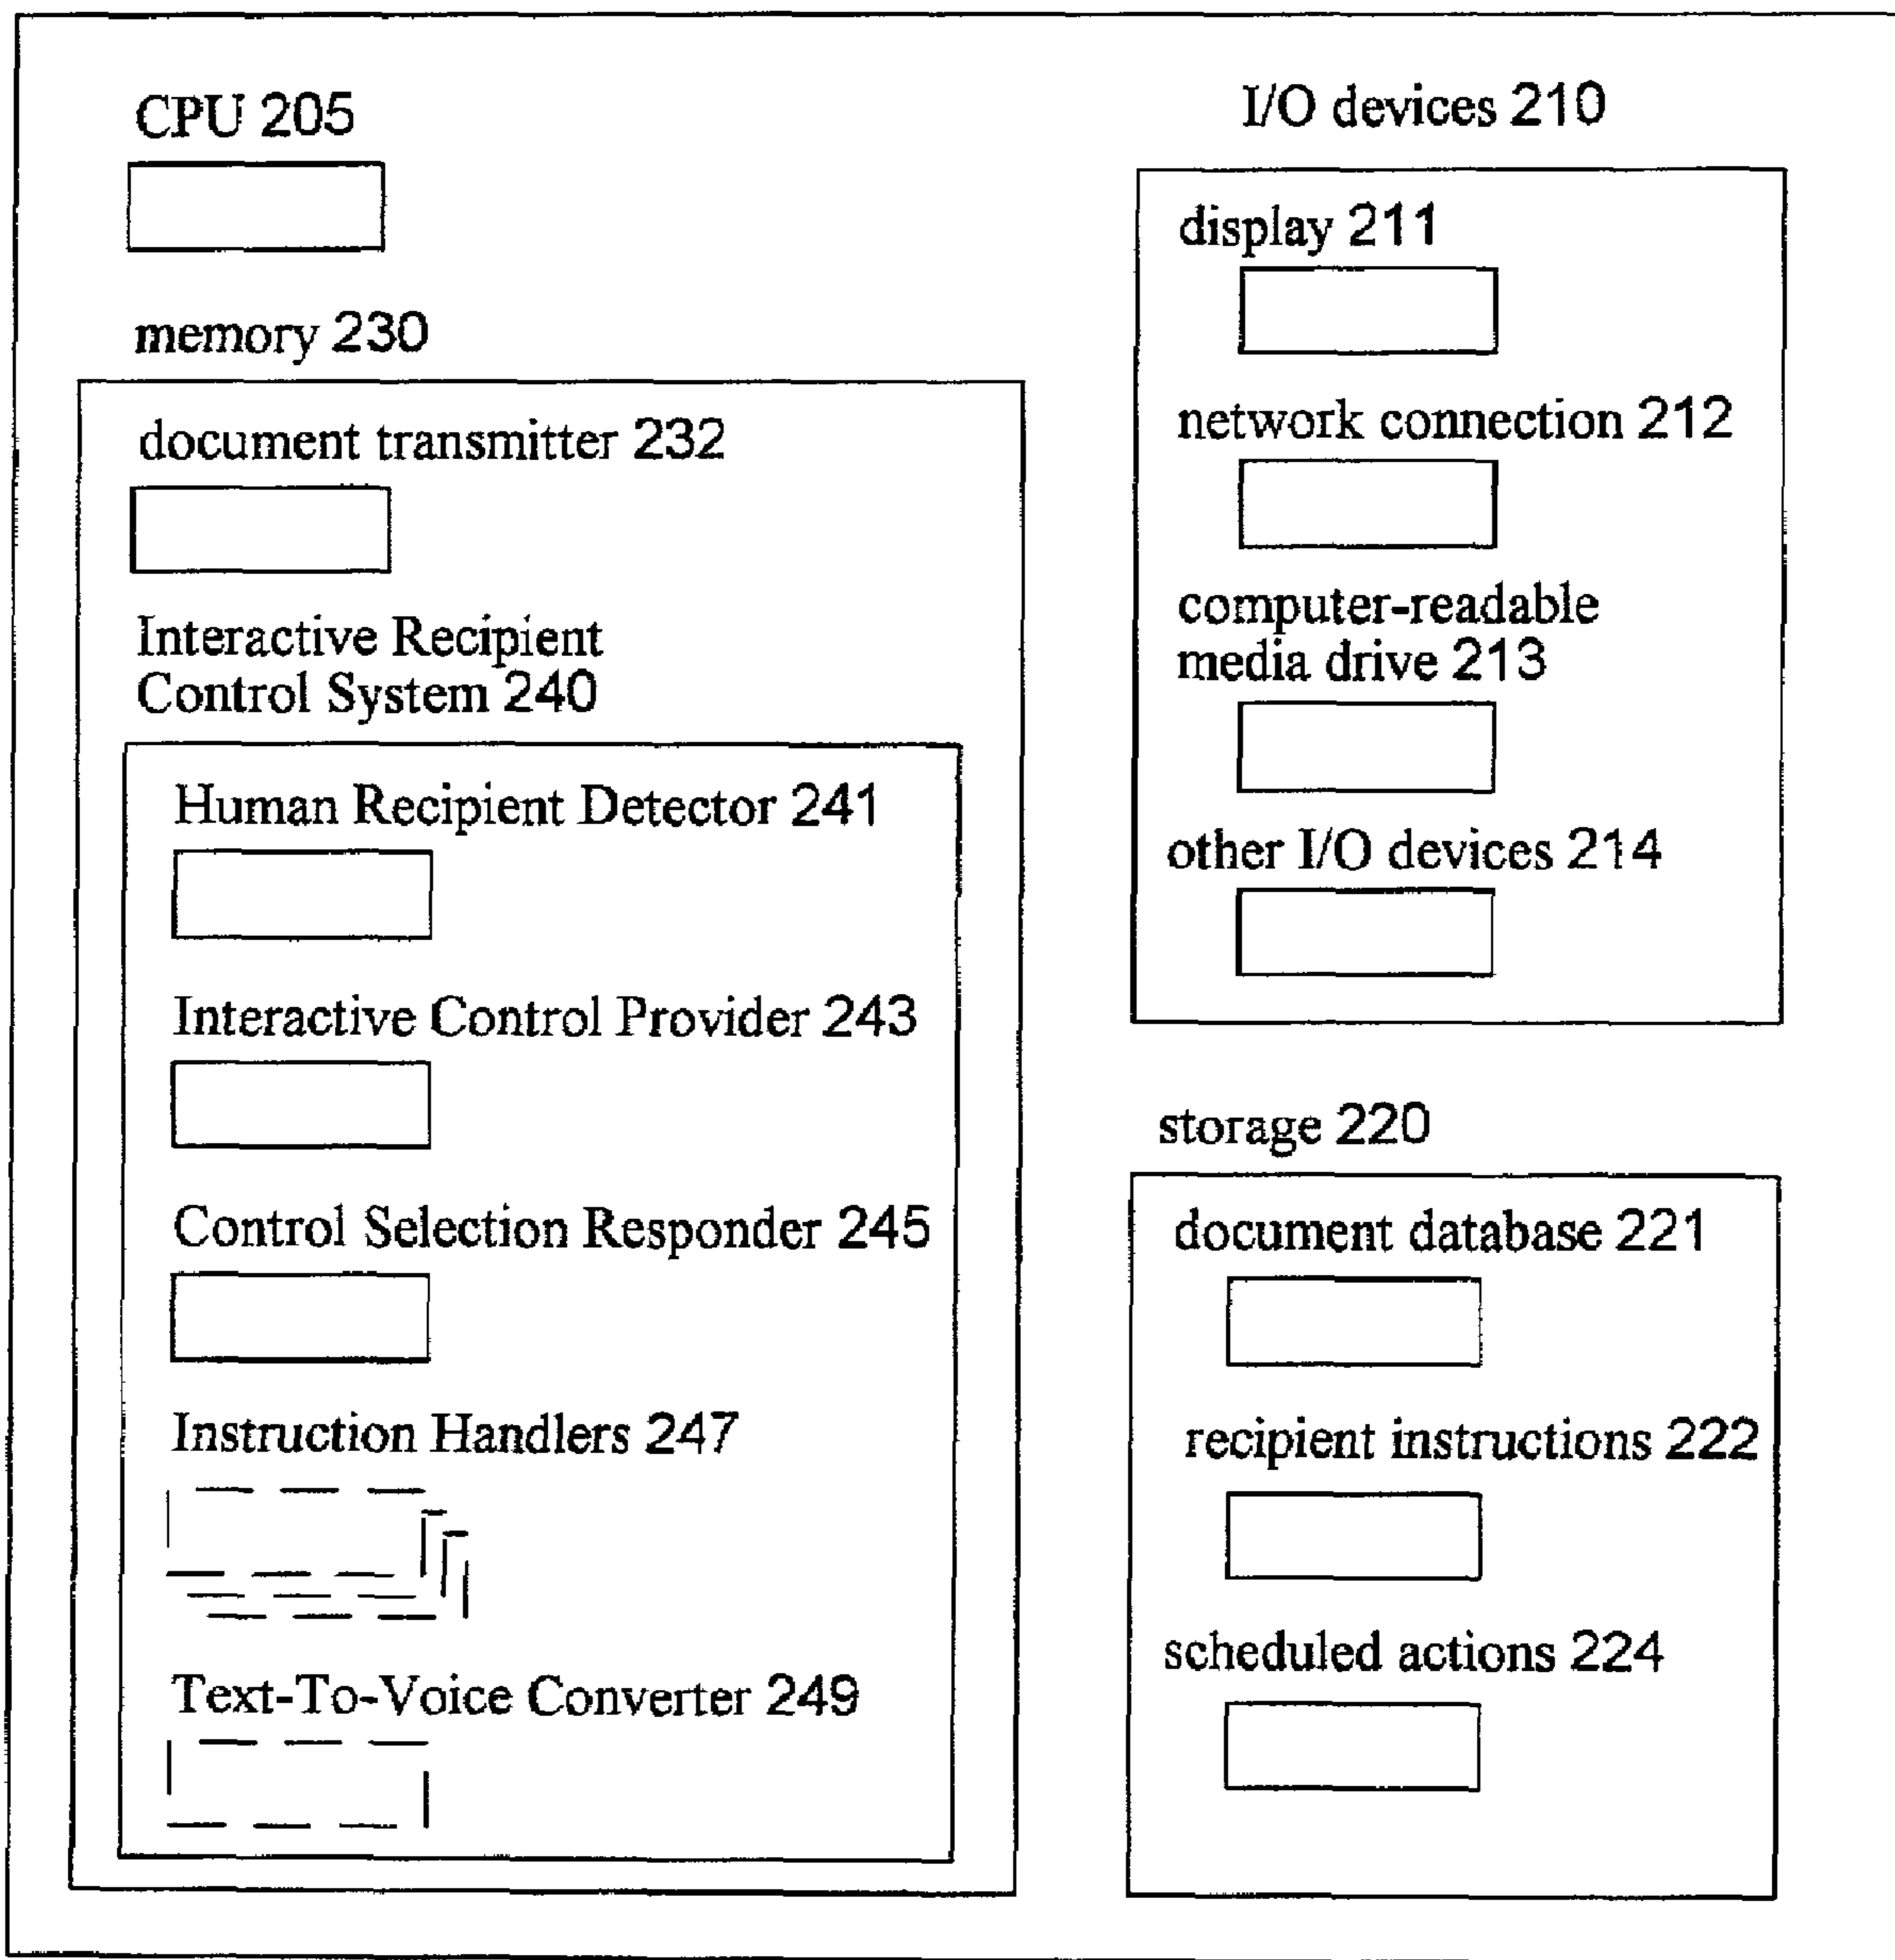 CPU 205
memory 230
document transmitter 232
Interactive Recipient
Control System 240
Human Recipient Detector 241
Interactive Control Provider 243
Control Selection Responder 245
Instruction Handlers 247
Text-To-Voice Converter 249
I/O devices 210
display 211
network connection 212
computer-readable
media drive 213
other I/O devices 214
storage 220
document database 221
recipient instructions 222
scheduled actions 224